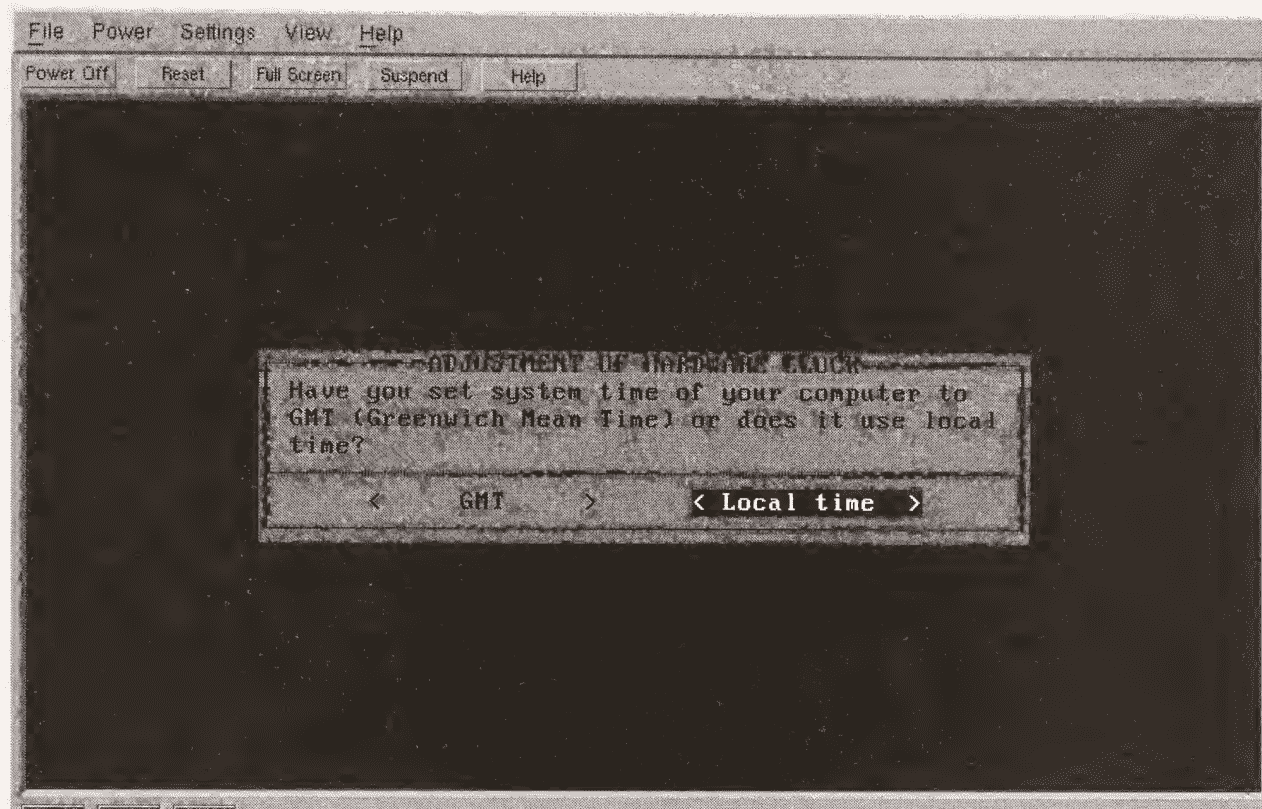 File Power Settings View Help
Power Off Reset Full Screen Suspend Help
ADJUSTMENT OF HARDWARE CLOCK
Have you set system time of your computer to
GMT (Greenwich Mean Time) or does it use local
time?
< GMT > < Local time >